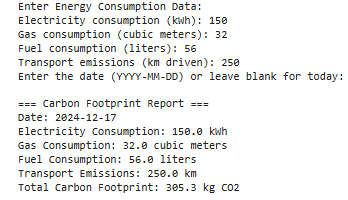 Enter Energy Consumption Data:
Electricity consumption (kWh): 150
Gas consumption (cubic meters): 32
Fuel consumption (liters): 56
Transport emissions (km driven): 250
Enter the date (YYYY-MM-DD) or leave blank for today:
=== Carbon Footprint Report ===
Date: 2024-12-17
Electricity Consumption: 150.0 kWh
Gas Consumption: 32.0 cubic meters
Fuel Consumption: 56.0 liters
Transport Emissions: 250.0 km
Total Carbon Footprint: 305.3 kg CO2